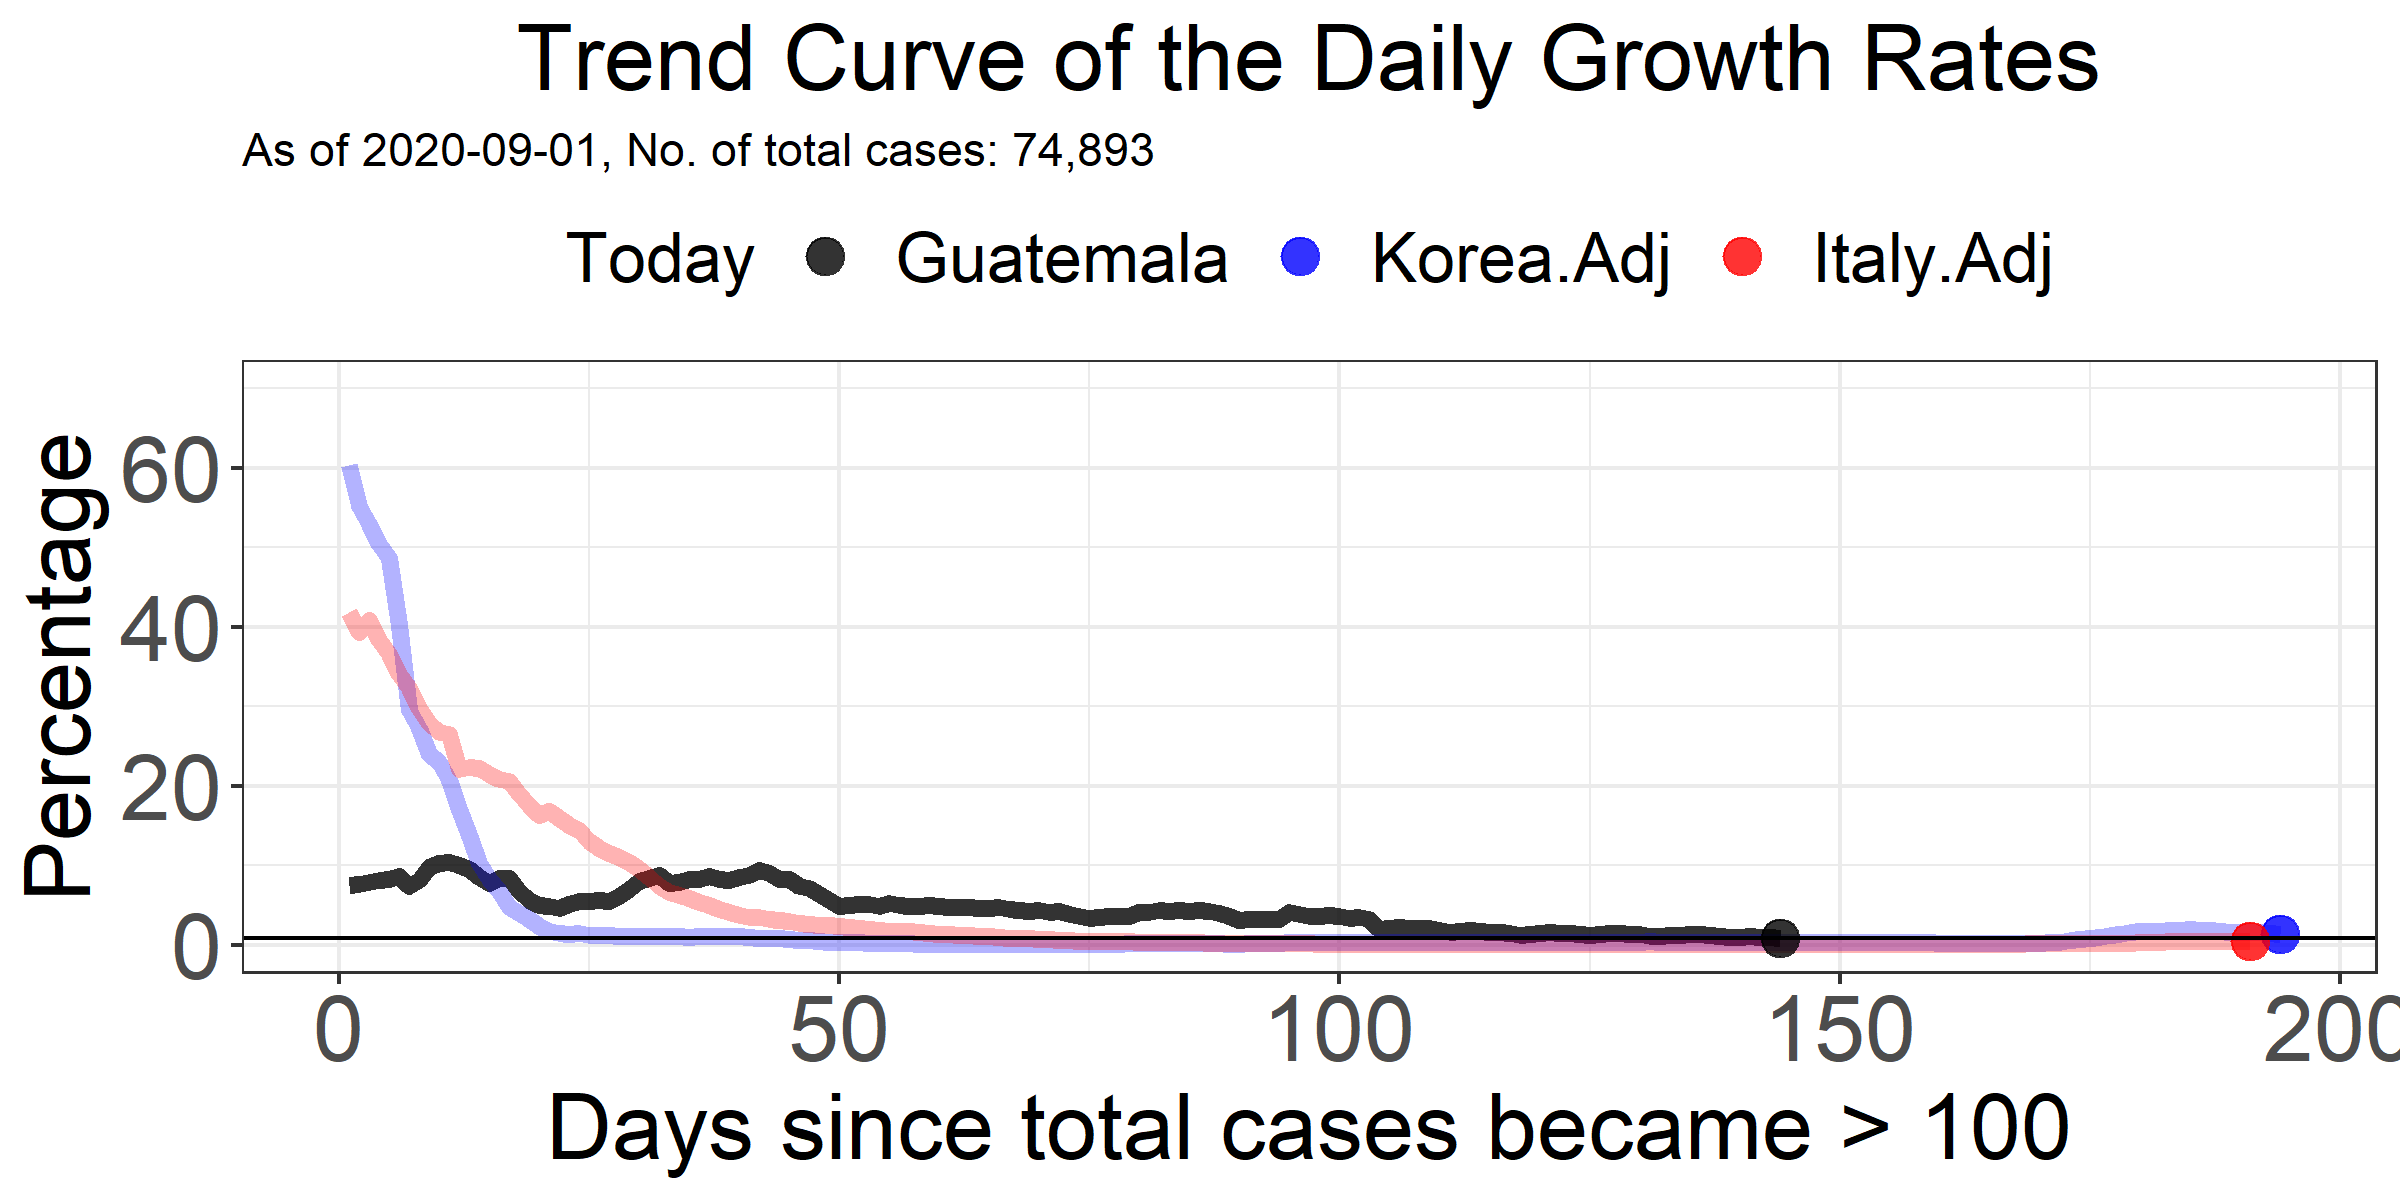 Trend Curve of the Daily Growth Rates
As of 2020-09-01, No. of total cases: 74,893
Today Guatemala Korea.Adj Italy.Adj
Percentage
60
40
20
0
0 50 100 150 200
Days since total cases became > 100